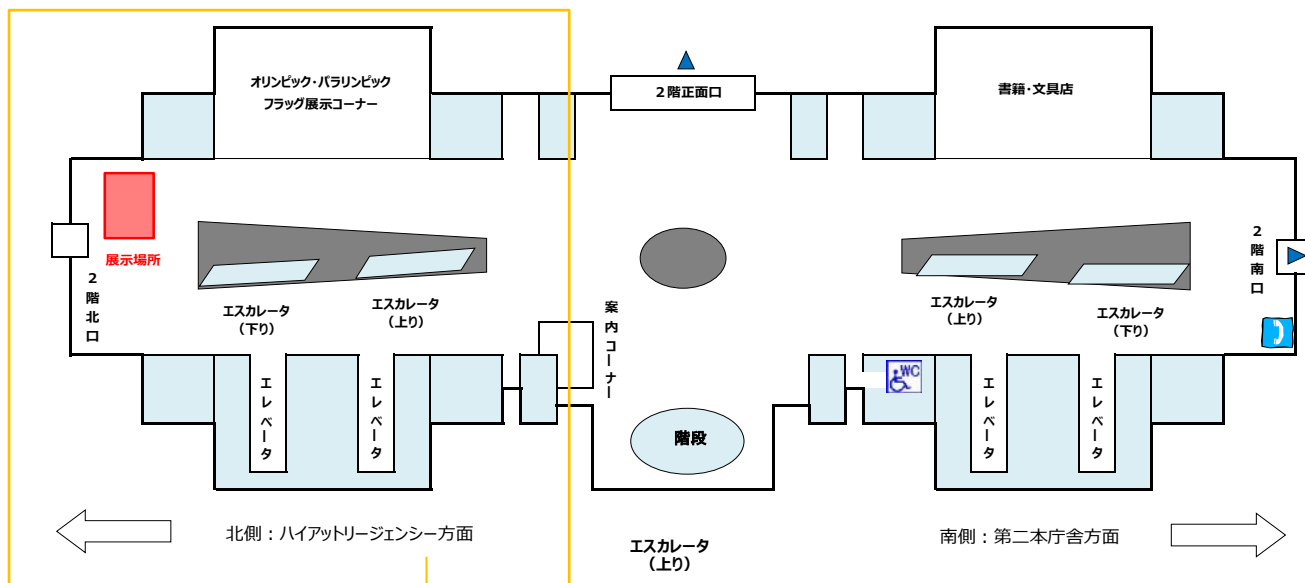 オリンピック・パラリンピック
フラッグ展示コーナー
2階正面口
書籍・文具店
展示場所
2階北口
エスカレータ
(下り)
エスカレータ
(上り)
案内コーナー
エスカレータ
(上り)
エスカレータ
(下り)
2階南口
エレベータ
エレベータ
階段
WC
エレベータ
エレベータ
北側:ハイアットリージェンシー方面
エスカレータ
(上り)
南側:第二本庁舎方面